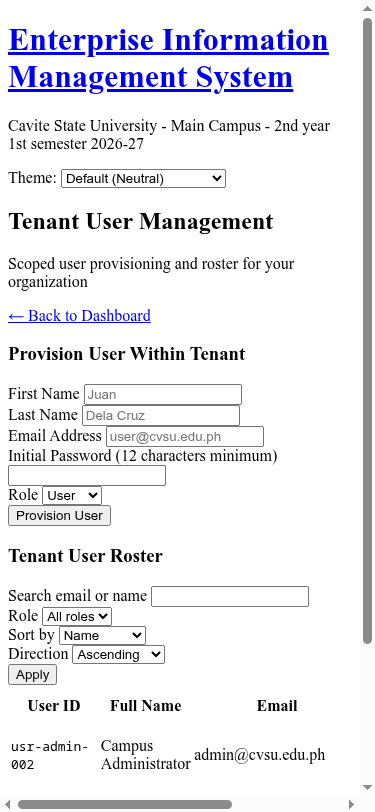 Enterprise Information
Management System
Cavite State University - Main Campus - 2nd year
1st semester 2026-27
Theme: Default (Neutral)
Tenant User Management
Scoped user provisioning and roster for your
organization
← Back to Dashboard
Provision User Within Tenant
First Name Juan
Last Name Dela Cruz
Email Address user@cvsu.edu.ph
Initial Password (12 characters minimum)
Role User
Provision User
Tenant User Roster
Search email or name
Role All roles
Sort by Name
Direction Ascending
Apply
User ID Full Name Email
usr-admin-002 Campus Administrator admin@cvsu.edu.ph